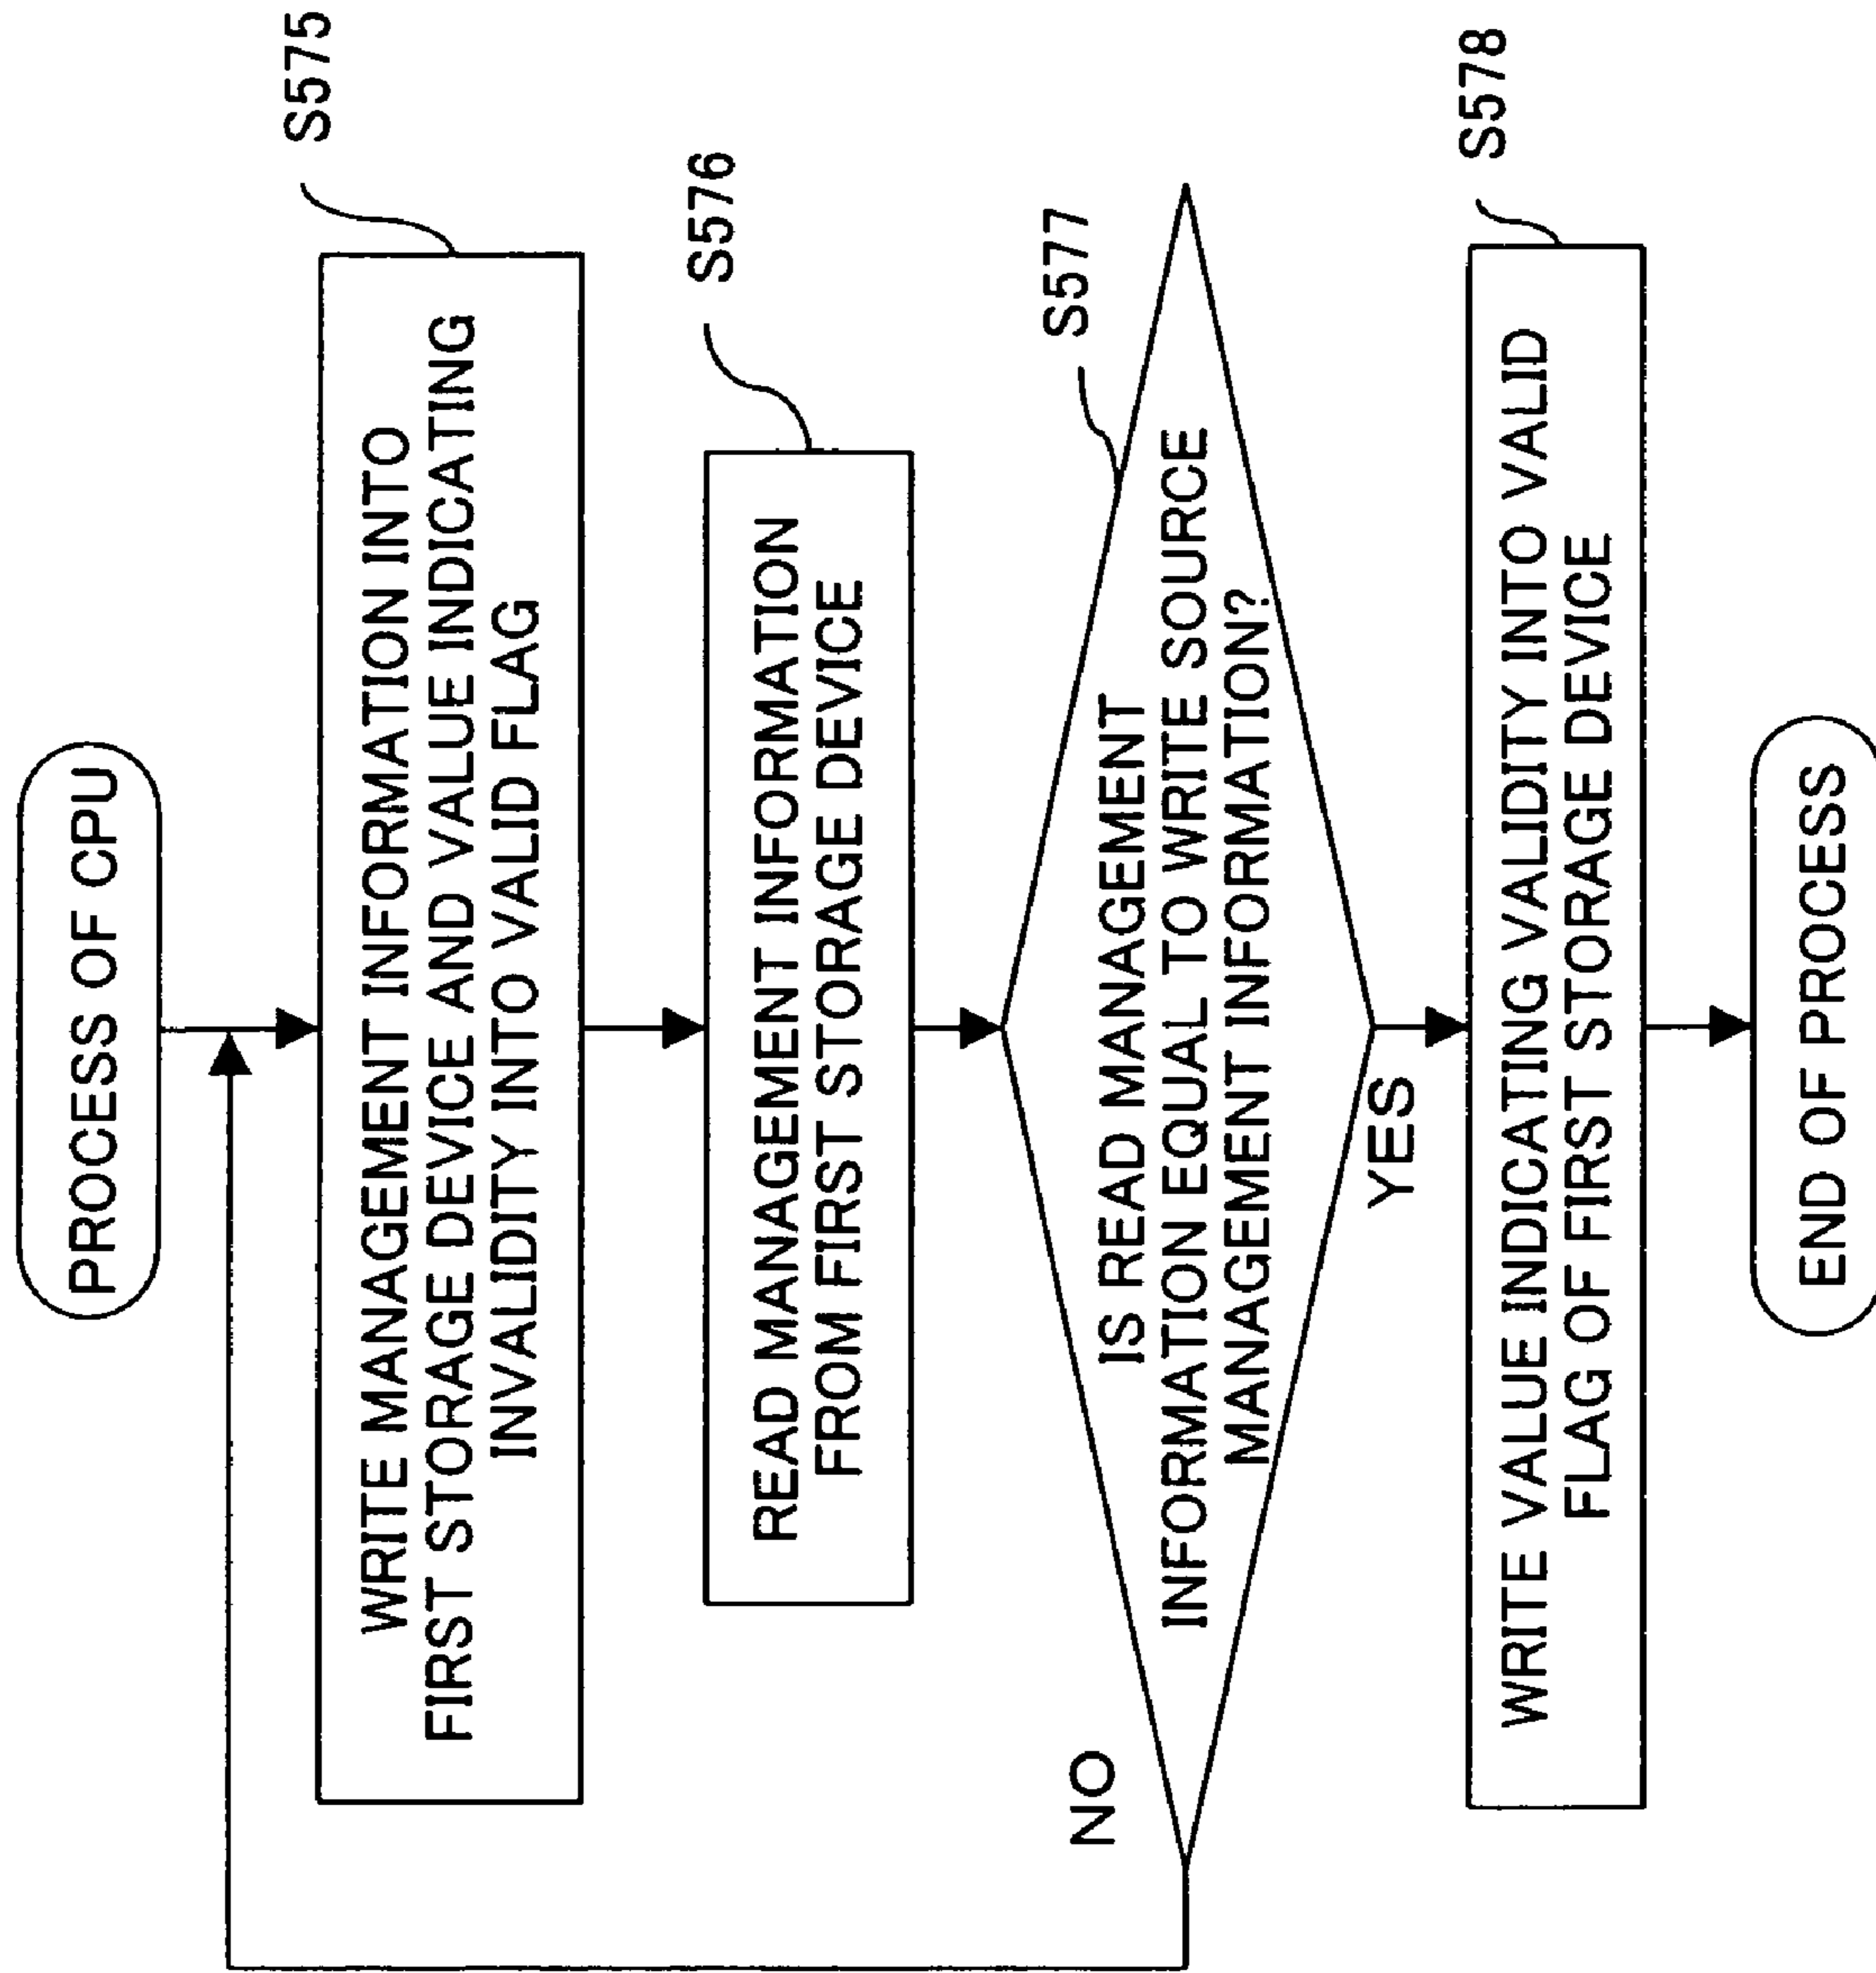 PROCESS OF CPU
S575
WRITE MANAGEMENT INFORMATION INTO
FIRST STORAGE DEVICE AND VALUE INDICATING
INVALIDITY INTO VALID FLAG
S576
READ MANAGEMENT INFORMATION
FROM FIRST STORAGE DEVICE
S577
IS READ MANAGEMENT
INFORMATION EQUAL TO WRITE SOURCE
MANAGEMENT INFORMATION?
NO
YES
S578
WRITE VALUE INDICATING VALIDITY INTO VALID
FLAG OF FIRST STORAGE DEVICE
END OF PROCESS